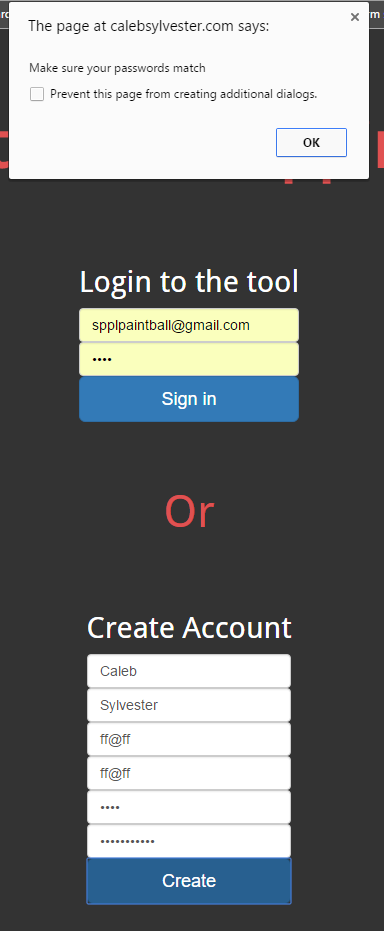 The page at calebsylvester.com says:
Make sure your passwords match
Prevent this page from creating additional dialogs.
OK
Login to the tool
spplpaintball@gmail.com
••••
Sign in
Or
Create Account
Caleb
Sylvester
ff@ff
ff@ff
••••
•••••••••••
Create